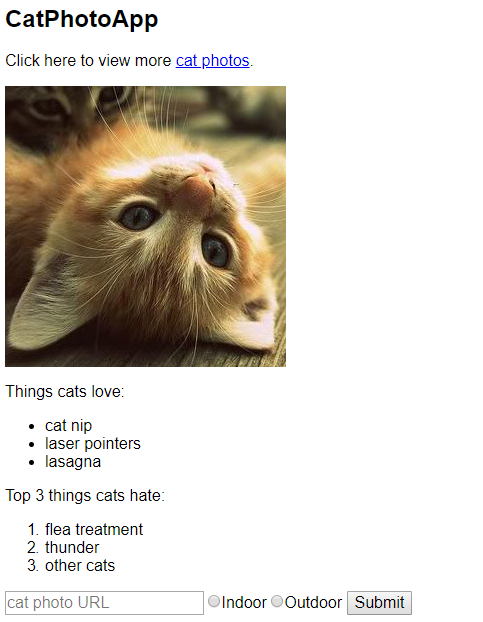 CatPhotoApp
Click here to view more cat photos.
Things cats love:
• cat nip
• laser pointers
• lasagna
Top 3 things cats hate:
1. flea treatment
2. thunder
3. other cats
cat photo URL Indoor Outdoor Submit